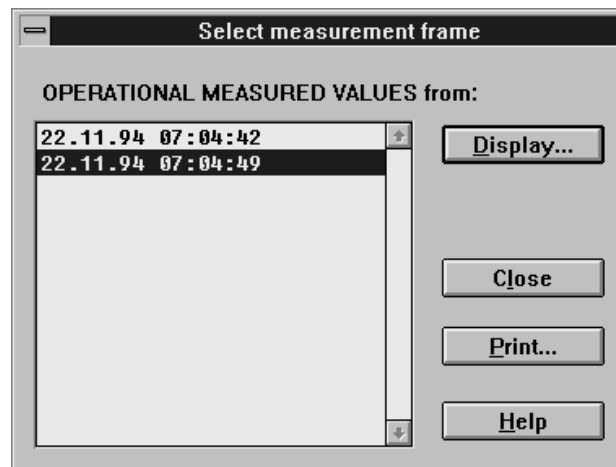 Select measurement frame
OPERATIONAL MEASURED VALUES from:
22.11.94 07:04:42
22.11.94 07:04:49
Display...
Close
Print...
Help